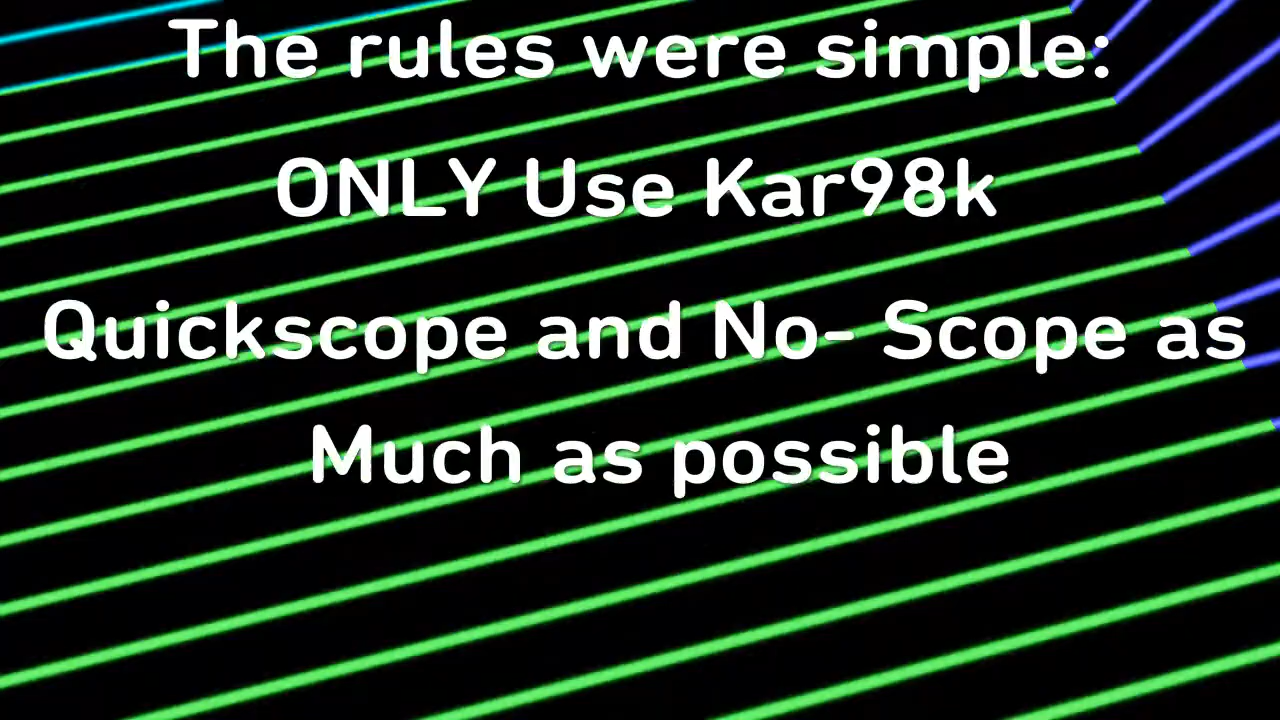 The rules were simple:
ONLY Use Kar98k
Quickscope and No- Scope as
Much as possible